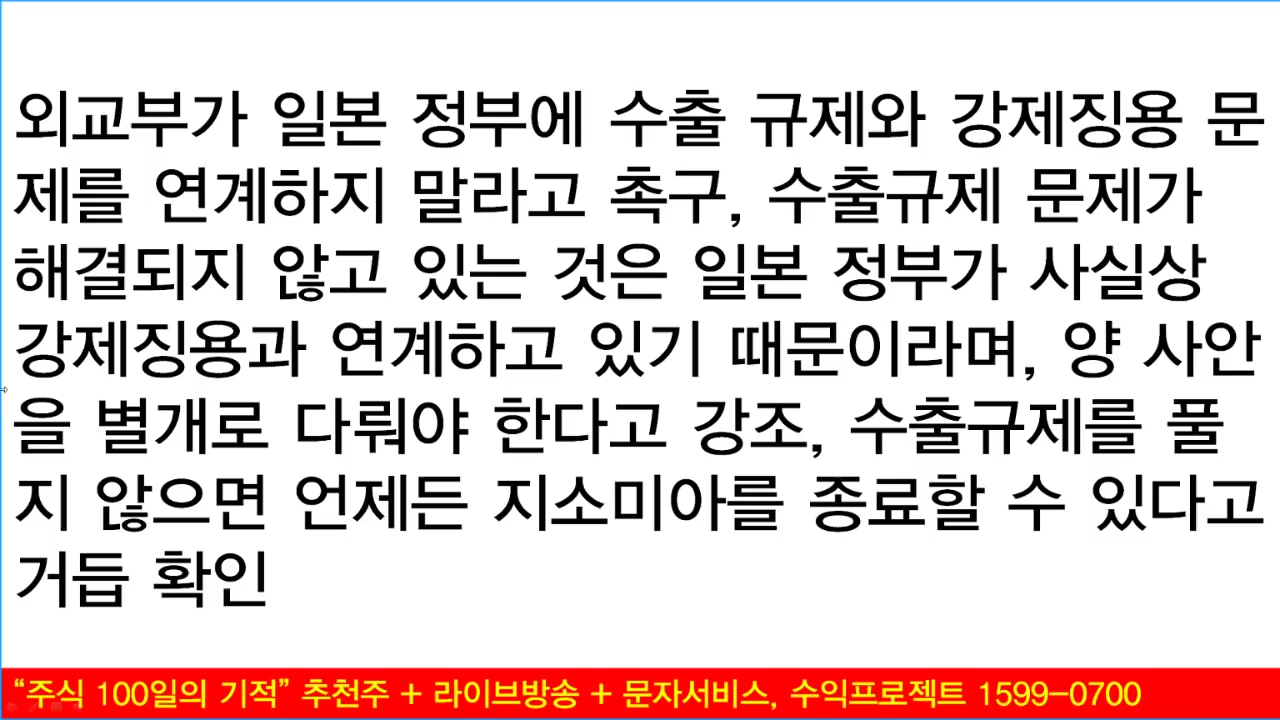 외교부가 일본 정부에 수출 규제와 강제징용 문
제를 연계하지 말라고 촉구, 수출규제 문제가
해결되지 않고 있는 것은 일본 정부가 사실상
강제징용과 연계하고 있기 때문이라며, 양 사안
을 별개로 다뤄야 한다고 강조, 수출규제를 풀
지 않으면 언제든 지소미아를 종료할 수 있다고
거듭 확인
“주식 100일의 기적” 추천주 + 라이브방송 + 문자서비스, 수익프로젝트 1599-0700